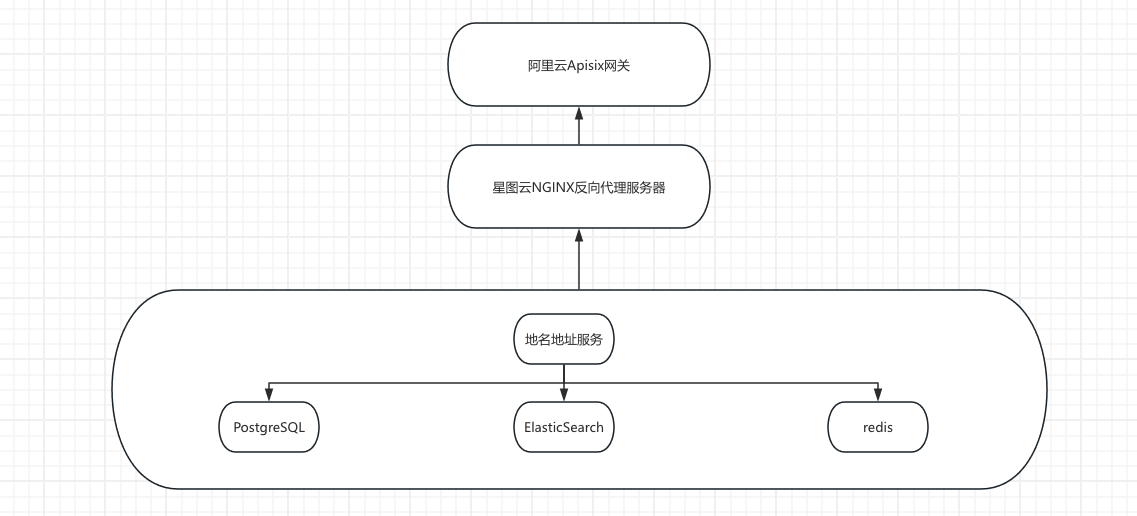 阿里云Apisix网关
星图云NGINX反向代理服务器
地名地址服务
PostgreSQL
ElasticSearch
redis